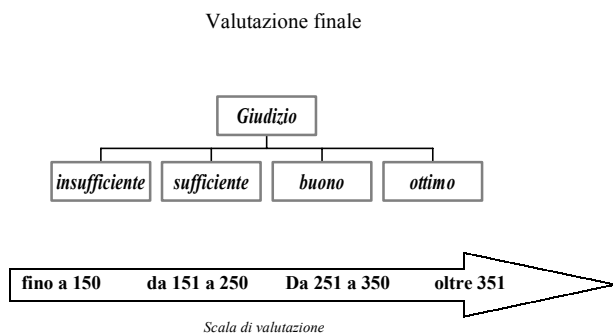 Valutazione finale
Giudizio
insufficiente sufficiente buono ottimo
fino a 150 da 151 a 250 Da 251 a 350 oltre 351
Scala di valutazione